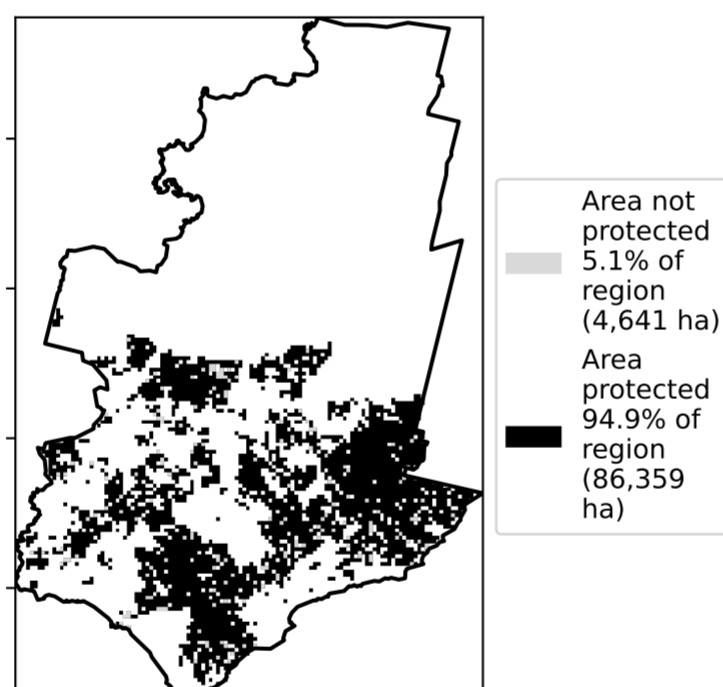 Area not
protected
5.1% of
region
(4,641 ha)
Area
protected
94.9% of
region
(86,359
ha)